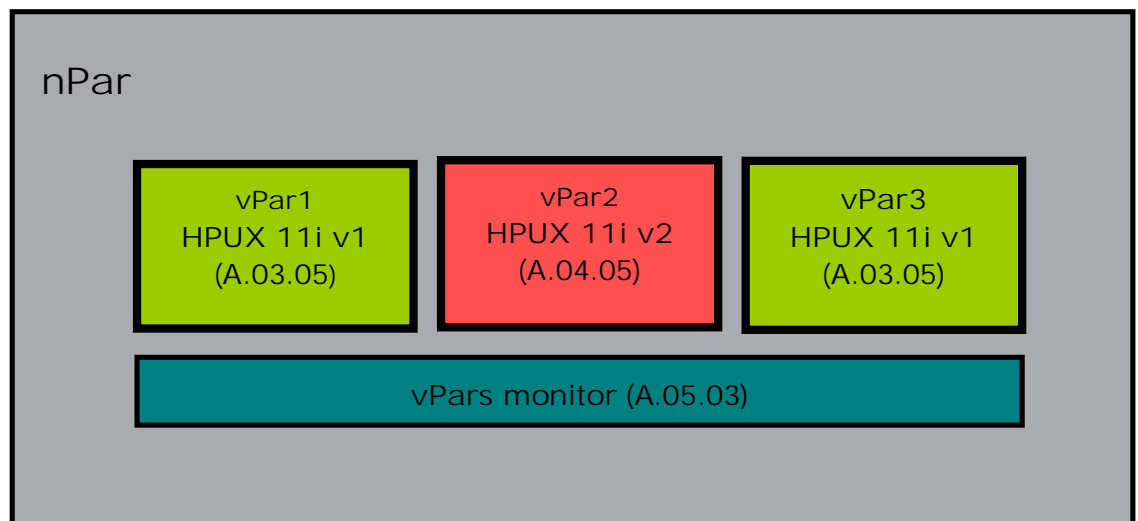 nPar
vPar1
HPUX 11i v1
(A.03.05)
vPar2
HPUX 11i v2
(A.04.05)
vPar3
HPUX 11i v1
(A.03.05)
vPars monitor (A.05.03)